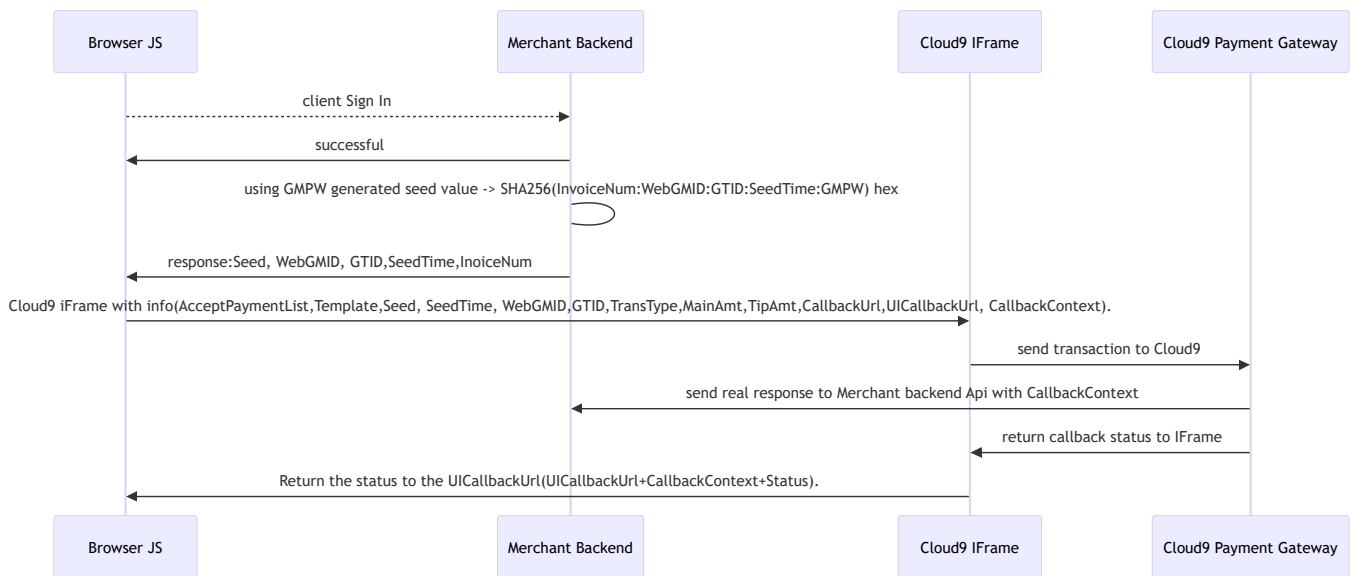 Browser JS
Merchant Backend
Cloud9 IFrame
Cloud9 Payment Gateway
client Sign In
successful
using GMPW generated seed value -> SHA256(InvoiceNum:WebGMID:GTID:SeedTime:GMPW) hex
response:Seed, WebGMID, GTID,SeedTime,InoiceNum
Cloud9 iFrame with info(AcceptPaymentList,Template,Seed, SeedTime, WebGMID,GTID,TransType,MainAmt,TipAmt,CallbackUrl,UICallbackUrl, CallbackContext).
send transaction to Cloud9
send real response to Merchant backend Api with CallbackContext
return callback status to IFrame
Return the status to the UICallbackUrl(UICallbackUrl+CallbackContext+Status).
Browser JS
Merchant Backend
Cloud9 IFrame
Cloud9 Payment Gateway